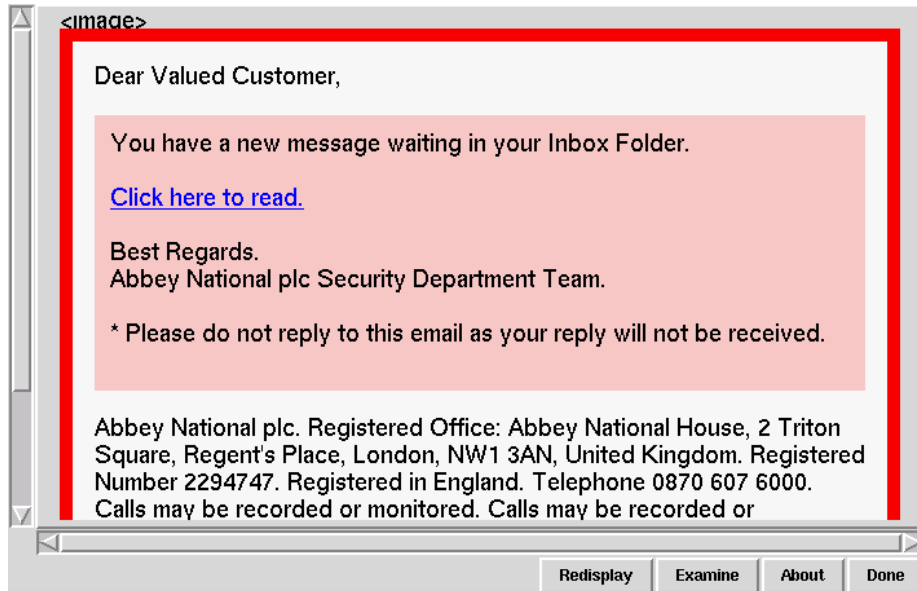 <image>
Dear Valued Customer,
You have a new message waiting in your Inbox Folder.
Click here to read.
Best Regards.
Abbey National plc Security Department Team.
* Please do not reply to this email as your reply will not be received.
Abbey National plc. Registered Office: Abbey National House, 2 Triton
Square, Regent's Place, London, NW1 3AN, United Kingdom. Registered
Number 2294747. Registered in England. Telephone 0870 607 6000.
Calls may be recorded or monitored. Calls may be recorded or
Redisplay Examine About Done